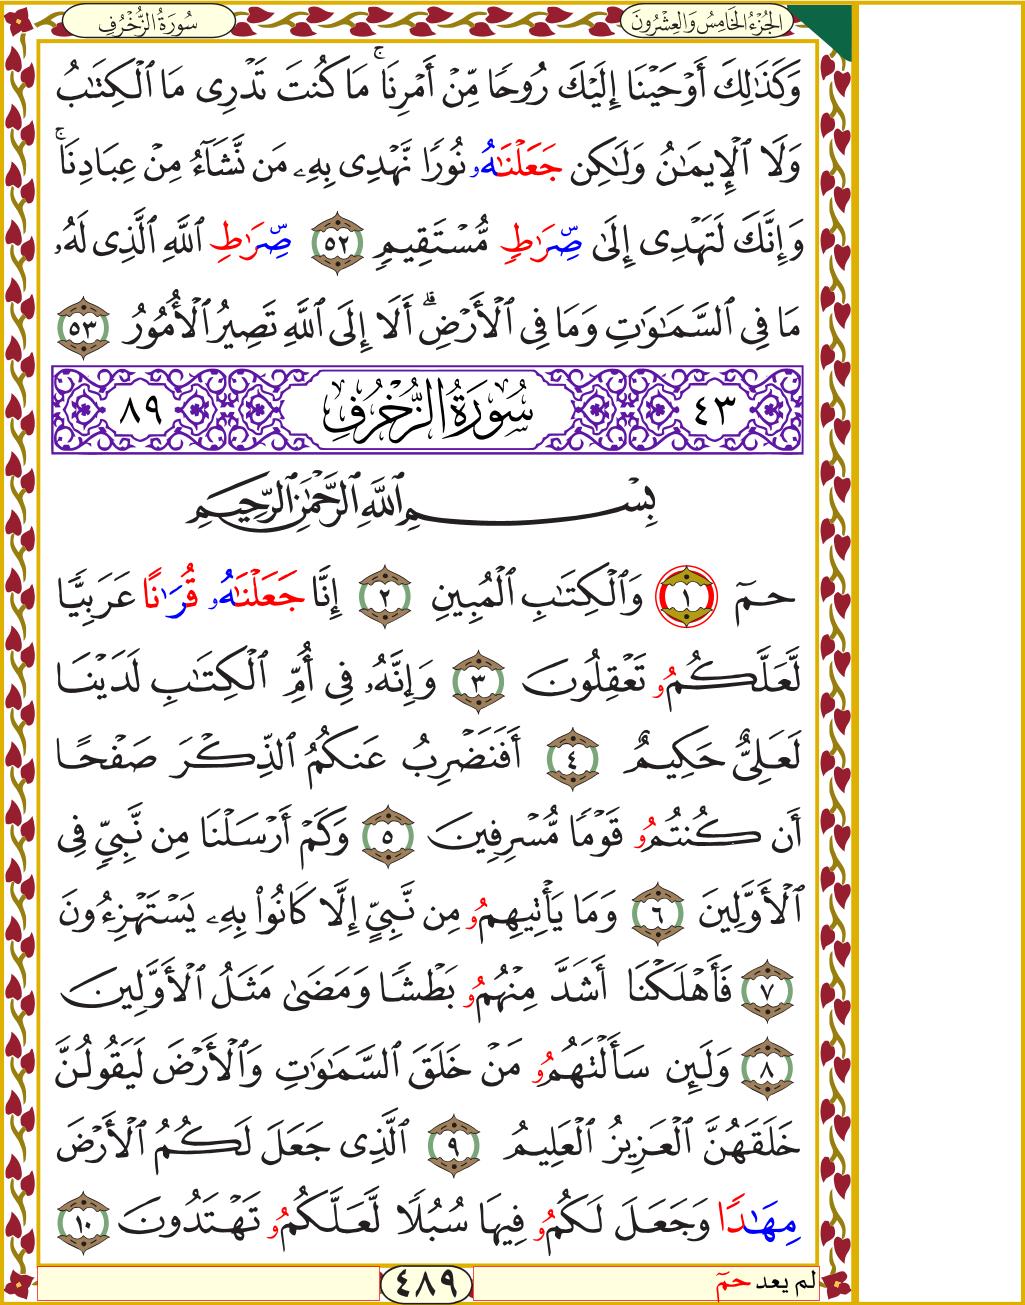 سُورَةُ الزُّخْرُفِ
الجُزْءُ الخَامِسُ وَالعِشْرُونَ
وَكَذَٰلِكَ أَوْحَيْنَا إِلَيْكَ رُوحًا مِّنْ أَمْرِنَا ۚ مَا كُنتَ تَدْرِى مَا ٱلْكِتَٰبُ
وَلَا ٱلْإِيمَٰنُ وَلَٰكِن جَعَلْنَٰهُۥ نُورًا نَّهْدِى بِهِۦ مَن نَّشَآءُ مِنْ عِبَادِنَا ۚ
وَإِنَّكَ لَتَهْدِى إِلَىٰ صِّرَٰطٍ مُّسْتَقِيمٍ ٥٢ صِّرَٰطِ ٱللَّهِ ٱلَّذِى لَهُۥ
مَا فِى ٱلسَّمَٰوَٰتِ وَمَا فِى ٱلْأَرْضِ ۗ أَلَا إِلَى ٱللَّهِ تَصِيرُ ٱلْأُمُورُ ٥٣
٤٣ سُورَةُ الزُّخْرُفِ ٨٩
بِسْمِ ٱللَّهِ ٱلرَّحْمَٰنِ ٱلرَّحِيمِ
حمٓ ١ وَٱلْكِتَٰبِ ٱلْمُبِينِ ٢ إِنَّا جَعَلْنَٰهُۥ قُرَٰنًا عَرَبِيًّا
لَّعَلَّكُمُۥ تَعْقِلُونَ ٣ وَإِنَّهُۥ فِى أُمِّ ٱلْكِتَٰبِ لَدَيْنَا
لَعَلِىٌّ حَكِيمٌ ٤ أَفَنَضْرِبُ عَنكُمُ ٱلذِّكْرَ صَفْحًا
أَن كُنتُمُۥ قَوْمًا مُّسْرِفِينَ ٥ وَكَمْ أَرْسَلْنَا مِن نَّبِىٍّ فِى
ٱلْأَوَّلِينَ ٦ وَمَا يَأْتِيهِمُۥ مِن نَّبِىٍّ إِلَّا كَانُوا۟ بِهِۦ يَسْتَهْزِءُونَ
٧ فَأَهْلَكْنَا أَشَدَّ مِنْهُمُۥ بَطْشًا وَمَضَىٰ مَثَلُ ٱلْأَوَّلِينَ
٨ وَلَئِن سَأَلْتَهُمُۥ مَنْ خَلَقَ ٱلسَّمَٰوَٰتِ وَٱلْأَرْضَ لَيَقُولُنَّ
خَلَقَهُنَّ ٱلْعَزِيزُ ٱلْعَلِيمُ ٩ ٱلَّذِى جَعَلَ لَكُمُ ٱلْأَرْضَ
مِهَٰدًا وَجَعَلَ لَكُمُۥ فِيهَا سُبُلًا لَّعَلَّكُمُۥ تَهْتَدُونَ ١٠
٤٨٩
لم يعد حمٓ